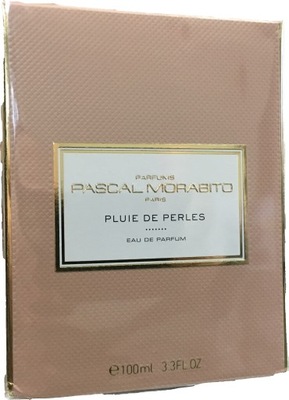 PARFUMS
PASCAL MORABITO
PARIS
PLUIE DE PERLES
EAU DE PARFUM
℮100ml 3.3FL.OZ